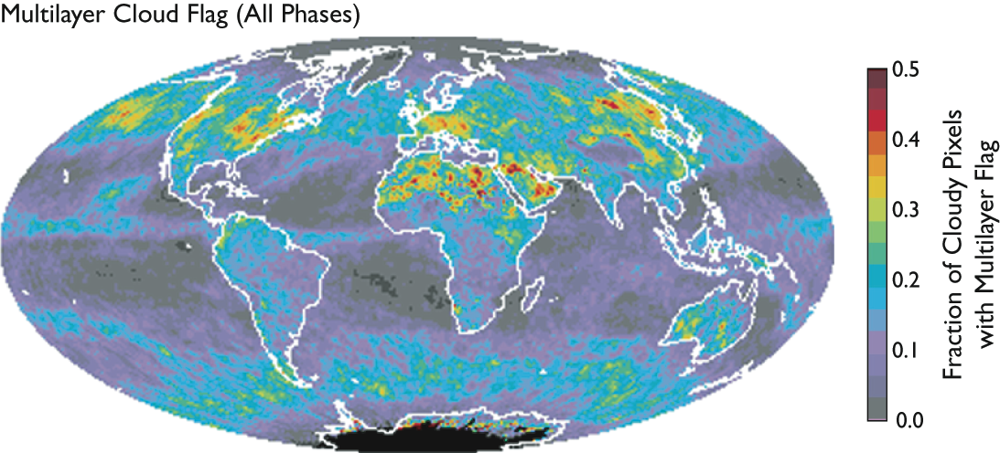 Multilayer Cloud Flag (All Phases)
0.5
0.4
0.3
0.2
0.1
0.0
Fraction of Cloudy Pixels
with Multilayer Flag